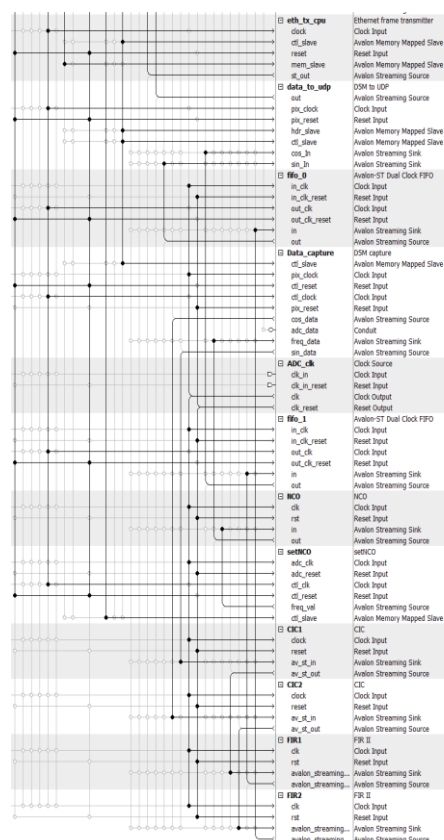 eth_tx_cpu Ethernet frame transmitter
clock Clock Input
ctl_slave Avalon Memory Mapped Slave
reset Reset Input
mem_slave Avalon Memory Mapped Slave
st_out Avalon Streaming Source
data_to_udp DSM to UDP
out Avalon Streaming Source
pix_clock Clock Input
pix_reset Reset Input
hdr_slave Avalon Memory Mapped Slave
ctl_slave Avalon Memory Mapped Slave
cos_In Avalon Streaming Sink
sin_In Avalon Streaming Sink
fifo_0 Avalon-ST Dual Clock FIFO
in_clk Clock Input
in_clk_reset Reset Input
out_clk Clock Input
out_clk_reset Reset Input
in Avalon Streaming Sink
out Avalon Streaming Source
Data_capture DSM capture
ctl_slave Avalon Memory Mapped Slave
pix_clock Clock Input
ctl_reset Reset Input
ctl_clock Clock Input
pix_reset Reset Input
cos_data Avalon Streaming Source
adc_data Conduit
freq_data Avalon Streaming Sink
sin_data Avalon Streaming Source
ADC_clk Clock Source
clk_in Clock Input
clk_in_reset Reset Input
clk Clock Output
clk_reset Reset Output
fifo_1 Avalon-ST Dual Clock FIFO
in_clk Clock Input
in_clk_reset Reset Input
out_clk Clock Input
out_clk_reset Reset Input
in Avalon Streaming Sink
out Avalon Streaming Source
NCO NCO
clk Clock Input
rst Reset Input
in Avalon Streaming Sink
out Avalon Streaming Source
setNCO setNCO
adc_clk Clock Input
adc_reset Reset Input
ctl_clk Clock Input
ctl_reset Reset Input
freq_val Avalon Streaming Source
ctl_slave Avalon Memory Mapped Slave
CIC1 CIC
clock Clock Input
reset Reset Input
av_st_in Avalon Streaming Sink
av_st_out Avalon Streaming Source
CIC2 CIC
clock Clock Input
reset Reset Input
av_st_in Avalon Streaming Sink
av_st_out Avalon Streaming Source
FIR1 FIR II
clk Clock Input
rst Reset Input
avalon_streaming... Avalon Streaming Sink
avalon_streaming... Avalon Streaming Source
FIR2 FIR II
clk Clock Input
rst Reset Input
avalon_streaming... Avalon Streaming Sink
avalon_streaming... Avalon Streaming Source